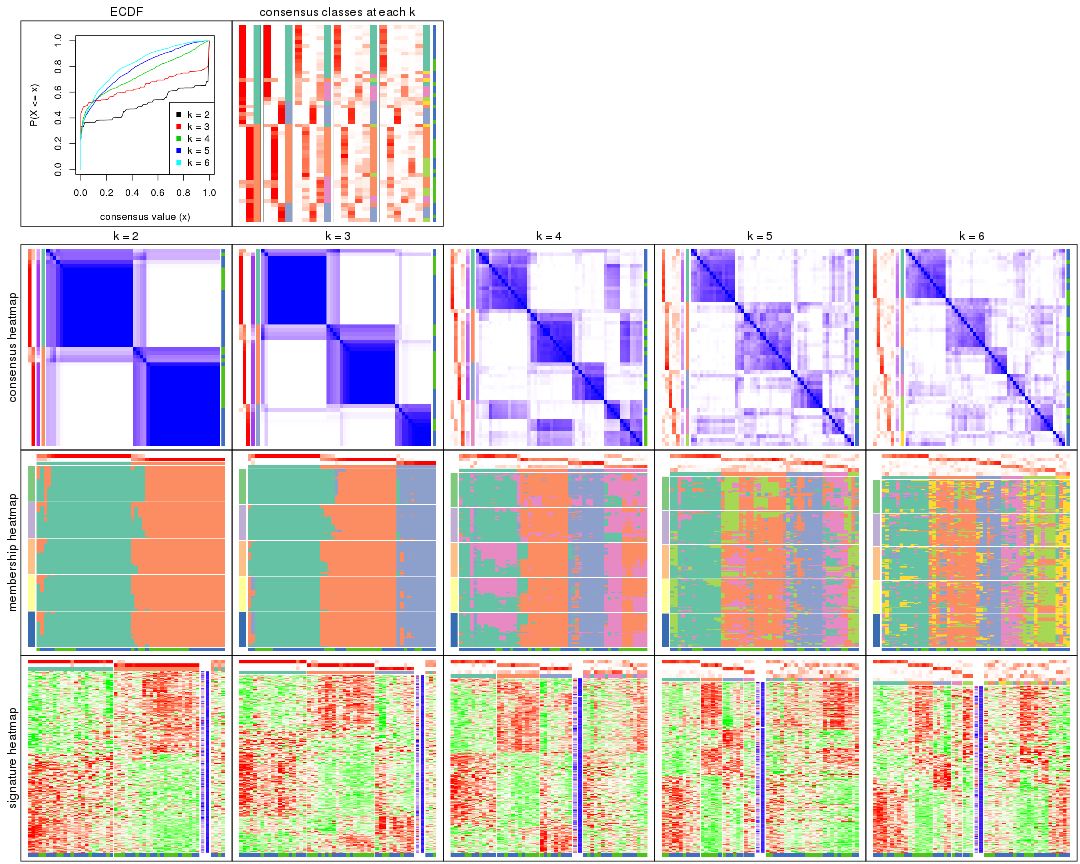 ECDF
consensus classes at each k
P(X <= x)
0.0 0.2 0.4 0.6 0.8 1.0
k = 2
k = 3
k = 4
k = 5
k = 6
0.0 0.2 0.4 0.6 0.8 1.0
consensus value (x)
k = 2
k = 3
k = 4
k = 5
k = 6
consensus heatmap
membership heatmap
signature heatmap